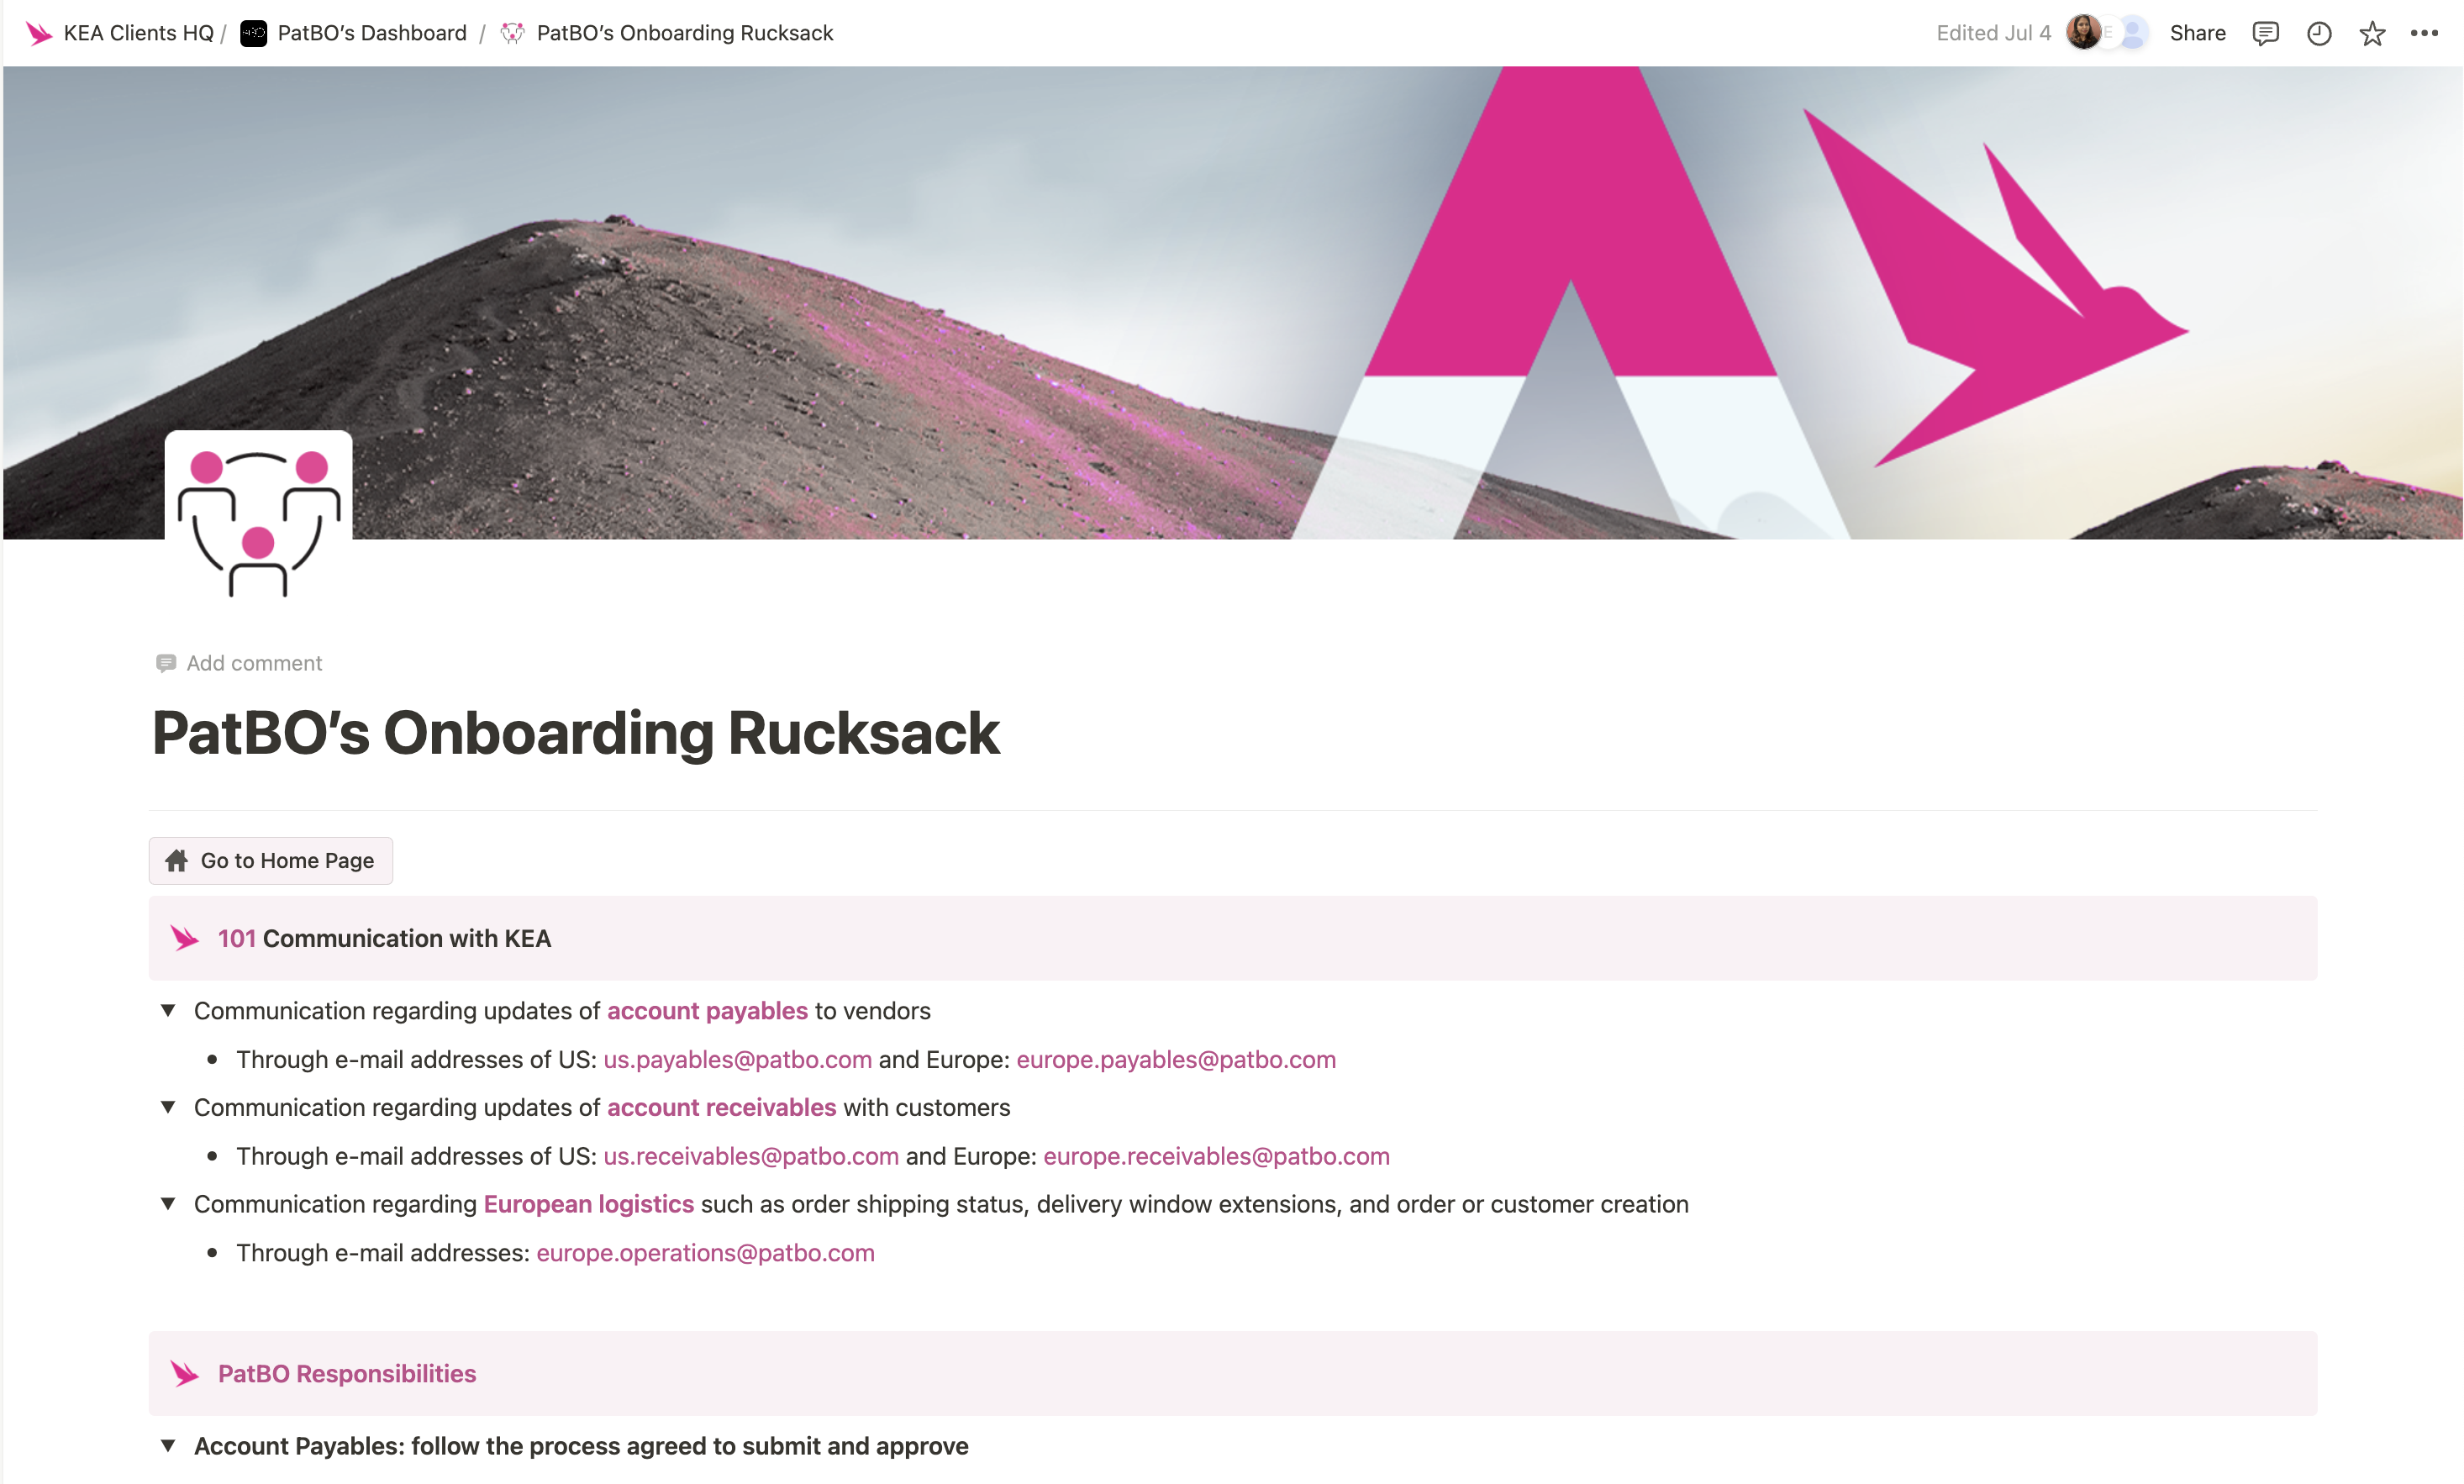 KEA Clients HQ / PatBO's Dashboard / PatBO's Onboarding Rucksack
Edited Jul 4 E Share
Add comment
PatBO's Onboarding Rucksack
Go to Home Page
101 Communication with KEA
Communication regarding updates of account payables to vendors
Through e-mail addresses of US: us.payables@patbo.com and Europe: europe.payables@patbo.com
Communication regarding updates of account receivables with customers
Through e-mail addresses of US: us.receivables@patbo.com and Europe: europe.receivables@patbo.com
Communication regarding European logistics such as order shipping status, delivery window extensions, and order or customer creation
Through e-mail addresses: europe.operations@patbo.com
PatBO Responsibilities
Account Payables: follow the process agreed to submit and approve